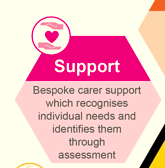 Support
Bespoke carer support
which recognises
individual needs and
identifies them
through
assessment